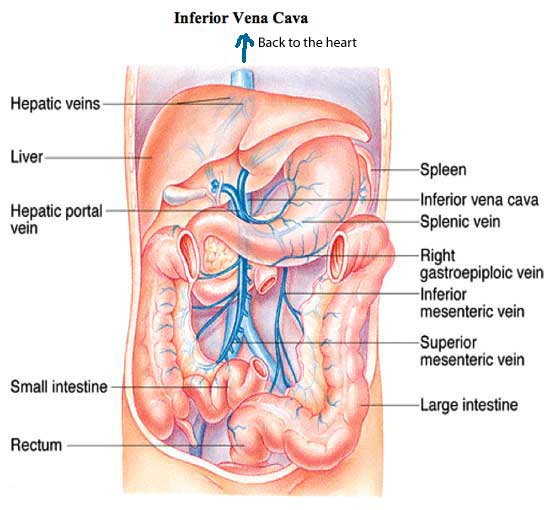 Inferior Vena Cava
Back to the heart
Hepatic veins
Liver
Hepatic portal
vein
Small intestine
Rectum
Spleen
Inferior vena cava
Splenic vein
Right
gastroepiploic vein
Inferior
mesenteric vein
Superior
mesenteric vein
Large intestine